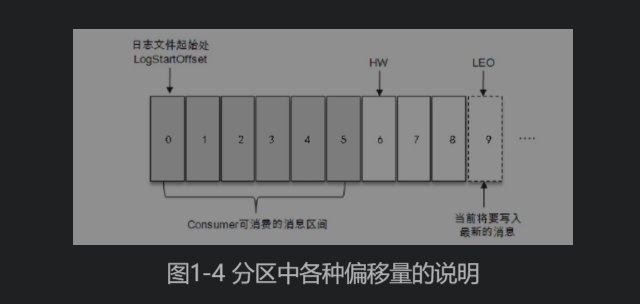 日志文件起始处
LogStartOffset
HW
LEO
0
1
2
3
4
5
6
7
8
9
....
Consumer可消费的消息区间
当前将要写入
最新的消息
图1-4 分区中各种偏移量的说明